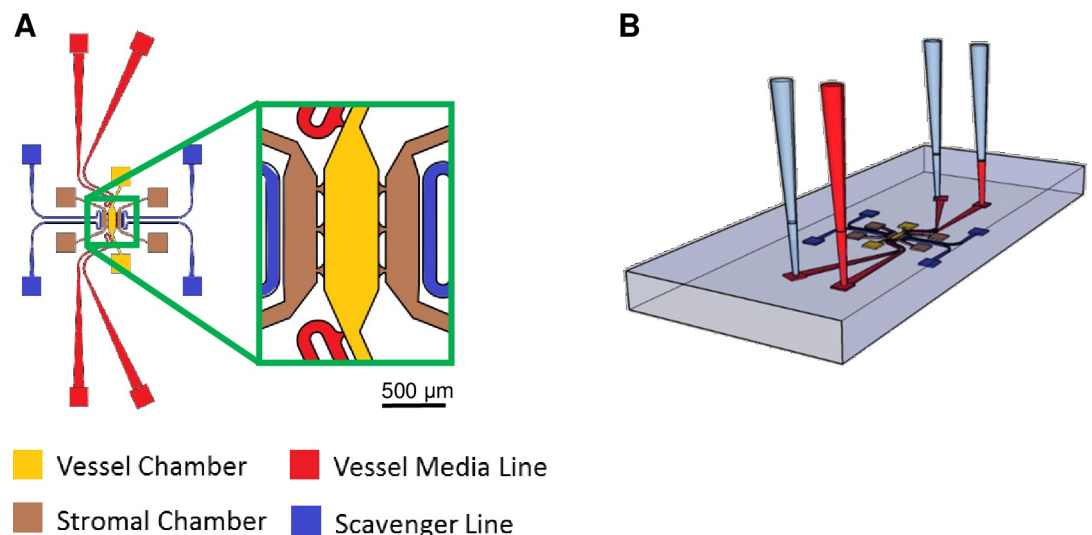 A
B
500 µm
Vessel Chamber
Vessel Media Line
Stromal Chamber
Scavenger Line